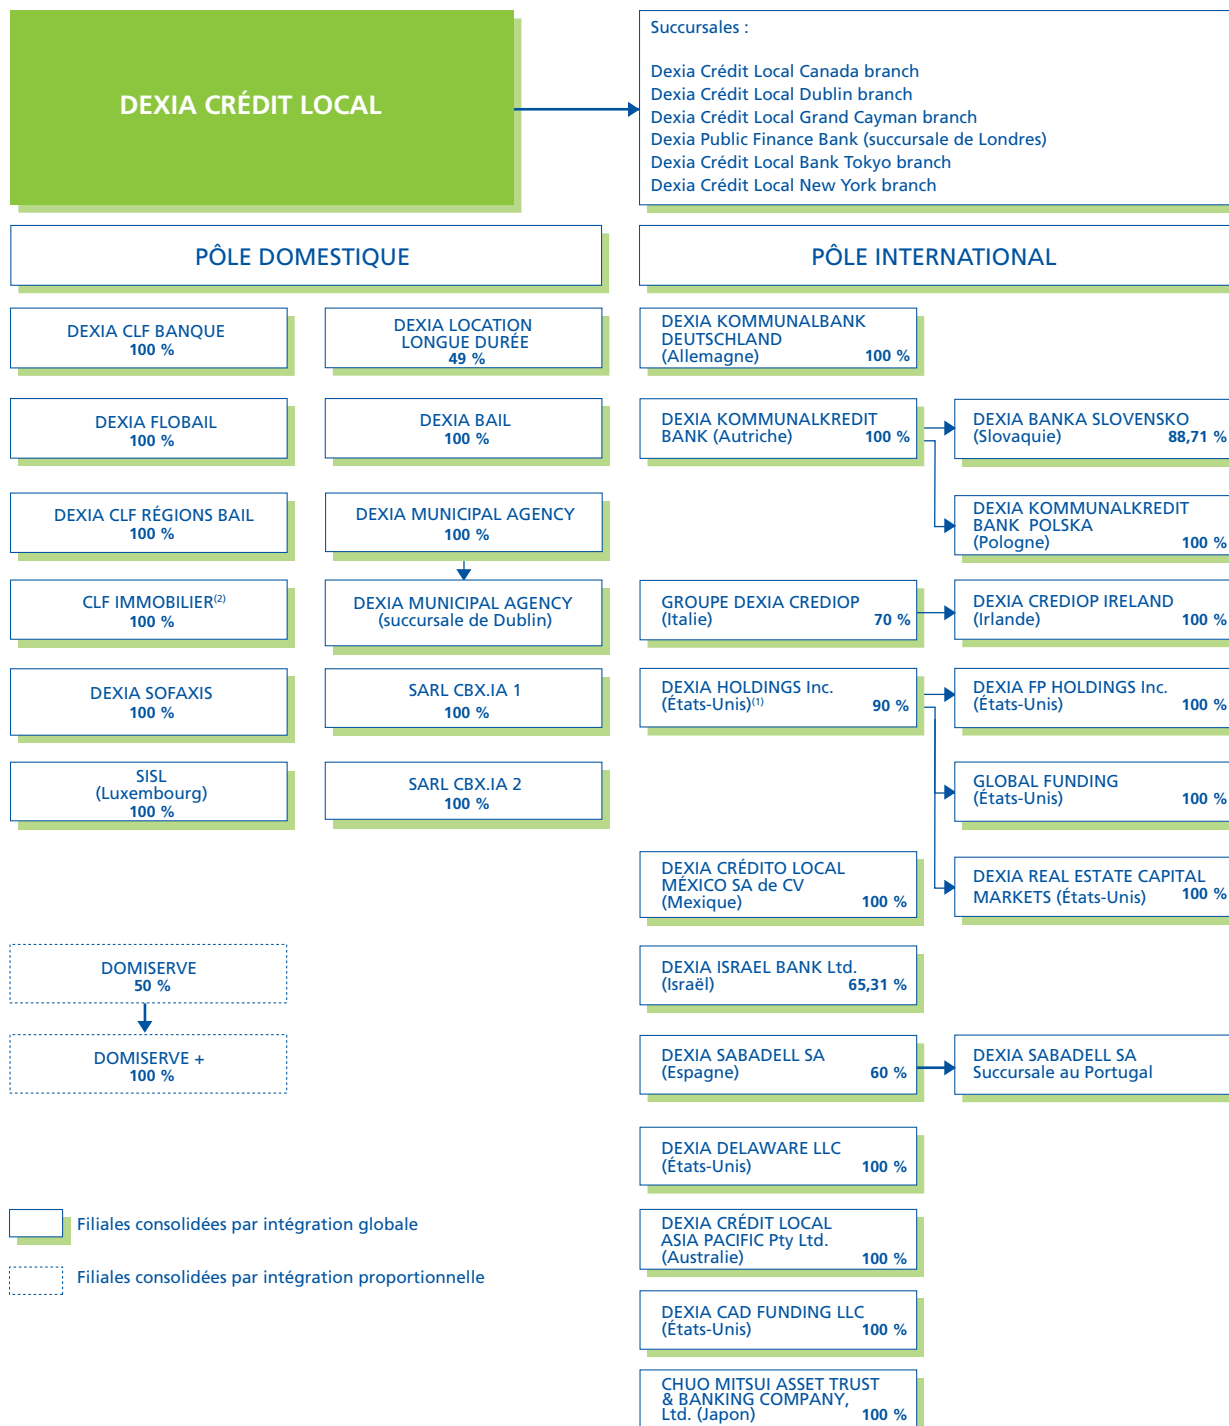 DEXIA CRÉDIT LOCAL
Succursales :
Dexia Crédit Local Canada branch
Dexia Crédit Local Dublin branch
Dexia Crédit Local Grand Cayman branch
Dexia Public Finance Bank (succursale de Londres)
Dexia Crédit Local Bank Tokyo branch
Dexia Crédit Local New York branch
PÔLE DOMESTIQUE
DEXIA CLF BANQUE
100 %
DEXIA LOCATION
LONGUE DURÉE
49 %
DEXIA FLOBAIL
100 %
DEXIA BAIL
100 %
DEXIA CLF RÉGIONS BAIL
100 %
DEXIA MUNICIPAL AGENCY
100 %
CLF IMMOBILIER(2)
100 %
DEXIA MUNICIPAL AGENCY
(succursale de Dublin)
DEXIA SOFAXIS
100 %
SARL CBX.IA 1
100 %
SISL
(Luxembourg)
100 %
SARL CBX.IA 2
100 %
DOMISERVE
50 %
DOMISERVE +
100 %
PÔLE INTERNATIONAL
DEXIA KOMMUNALBANK
DEUTSCHLAND
(Allemagne) 100 %
DEXIA KOMMUNALKREDIT
BANK (Autriche) 100 %
DEXIA BANKA SLOVENSKO
(Slovaquie) 88,71 %
DEXIA KOMMUNALKREDIT
BANK POLSKA
(Pologne) 100 %
GROUPE DEXIA CREDIOP
(Italie) 70 %
DEXIA CREDIOP IRELAND
(Irlande) 100 %
DEXIA HOLDINGS Inc.
(États-Unis)(1) 90 %
DEXIA FP HOLDINGS Inc.
(États-Unis) 100 %
GLOBAL FUNDING
(États-Unis) 100 %
DEXIA CRÉDITO LOCAL
MÉXICO SA de CV
(Mexique) 100 %
DEXIA REAL ESTATE CAPITAL
MARKETS (États-Unis) 100 %
DEXIA ISRAEL BANK Ltd.
(Israël) 65,31 %
DEXIA SABADELL SA
(Espagne) 60 %
DEXIA SABADELL SA
Succursale au Portugal
DEXIA DELAWARE LLC
(États-Unis) 100 %
DEXIA CRÉDIT LOCAL
ASIA PACIFIC Pty Ltd.
(Australie) 100 %
DEXIA CAD FUNDING LLC
(États-Unis) 100 %
CHUO MITSUI ASSET TRUST
& BANKING COMPANY,
Ltd. (Japon) 100 %
Filiales consolidées par intégration globale
Filiales consolidées par intégration proportionnelle